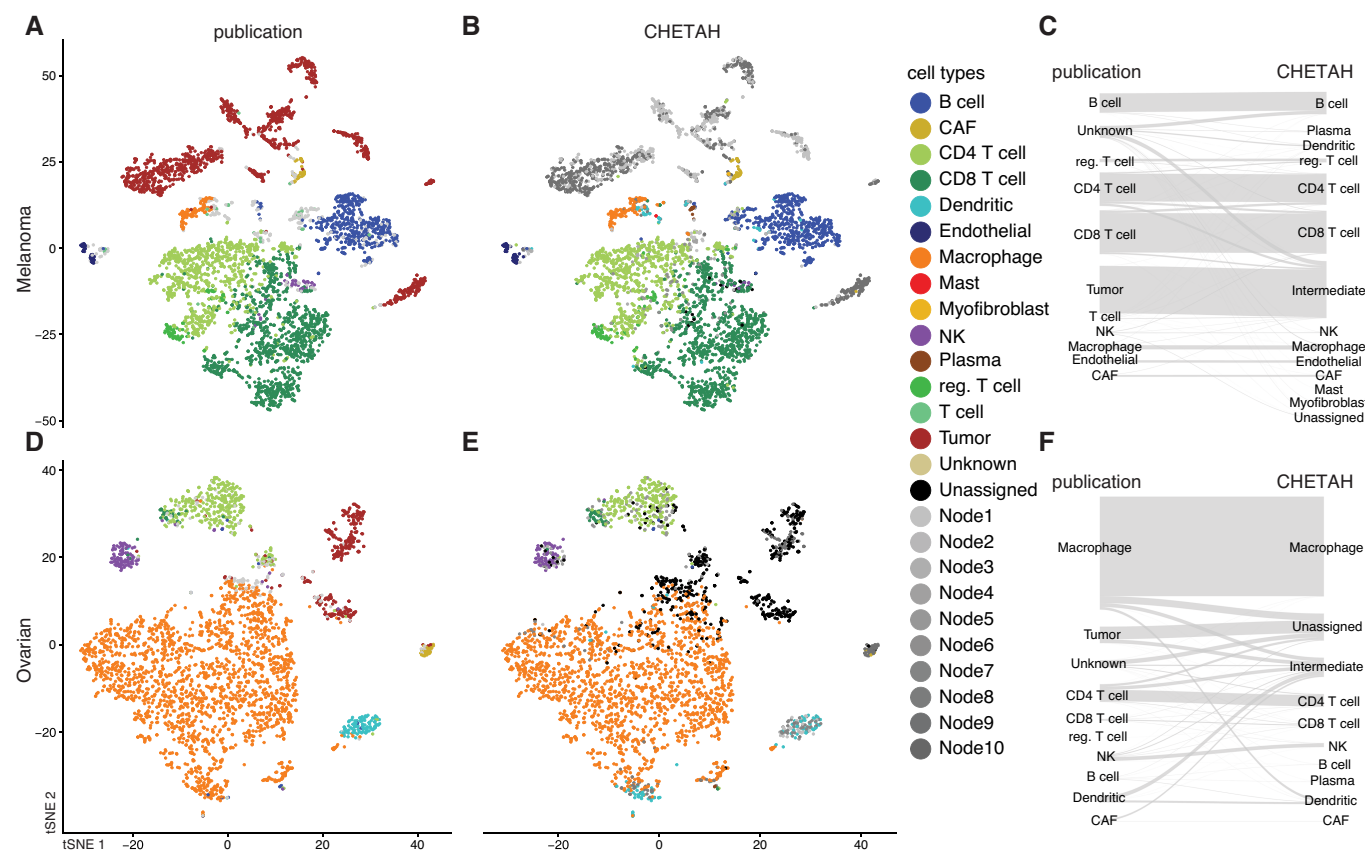 A
publication
B
CHETAH
C
publication
CHETAH
cell types
B cell
CAF
CD4 T cell
CD8 T cell
Dendritic
Endothelial
Macrophage
Mast
Myofibroblast
NK
Plasma
reg. T cell
T cell
Tumor
Unknown
Unassigned
Node1
Node2
Node3
Node4
Node5
Node6
Node7
Node8
Node9
Node10
Melanoma
50
25
0
−25
−50
B cell
Unknown
reg. T cell
CD4 T cell
CD8 T cell
Tumor
T cell
NK
Macrophage
Endothelial
CAF
B cell
Plasma
Dendritic
reg. T cell
CD4 T cell
CD8 T cell
Intermediate
NK
Macrophage
Endothelial
CAF
Mast
Myofibroblast
Unassigned
D
E
F
publication
CHETAH
Ovarian
40
20
0
−20
tSNE 2
tSNE 1
−20
0
20
40
−20
0
20
40
Macrophage
Tumor
Unknown
CD4 T cell
CD8 T cell
reg. T cell
NK
B cell
Dendritic
CAF
Macrophage
Unassigned
Intermediate
CD4 T cell
CD8 T cell
NK
B cell
Plasma
Dendritic
CAF